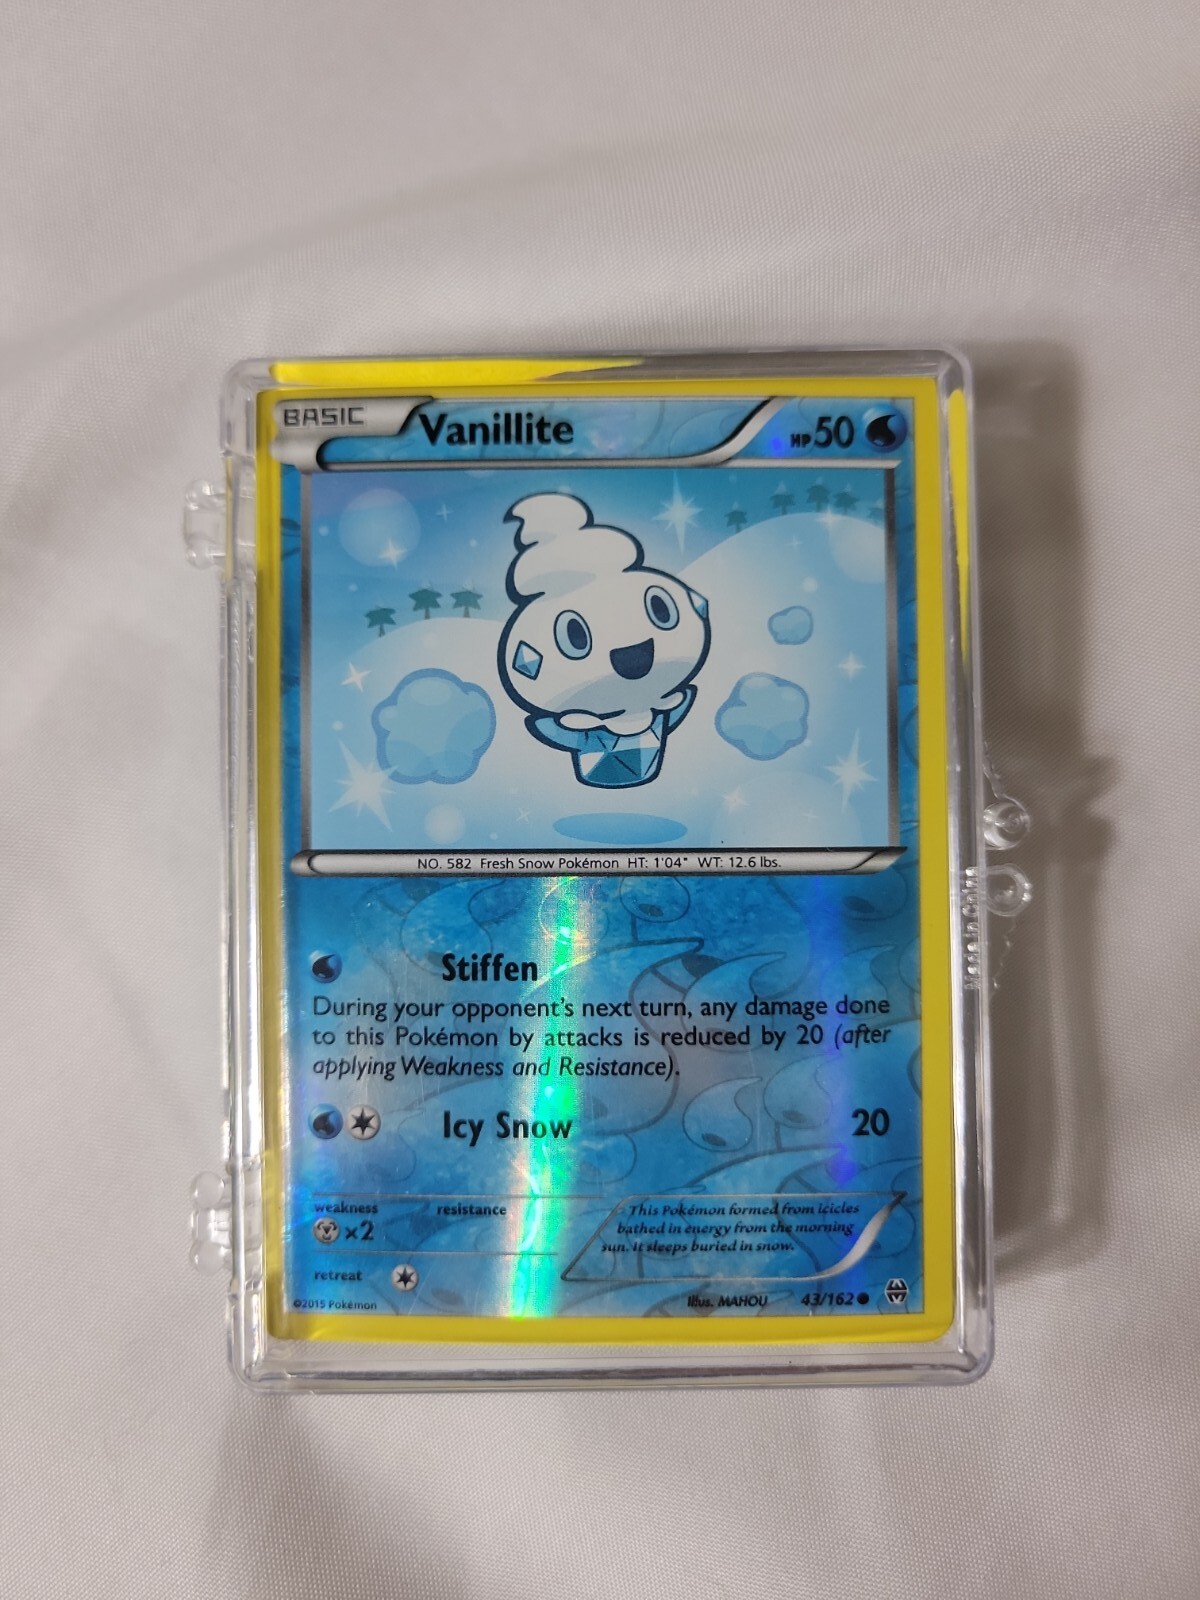 BASIC Vanillite HP 50
NO. 582 Fresh Snow Pokémon HT: 1'04" WT: 12.6 lbs.
Stiffen
During your opponent's next turn, any damage done
to this Pokémon by attacks is reduced by 20 (after
applying Weakness and Resistance).
Icy Snow 20
weakness resistance
×2
This Pokémon formed from icicles
bathed in energy from the morning
sun. It sleeps buried in snow.
retreat
©2015 Pokémon
Illus. MAHOU 43/162
Made in China